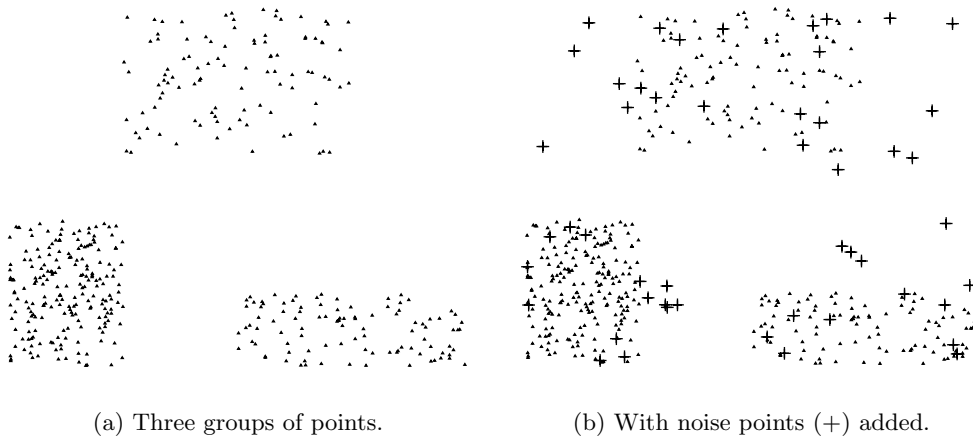 (a) Three groups of points.
(b) With noise points (+) added.